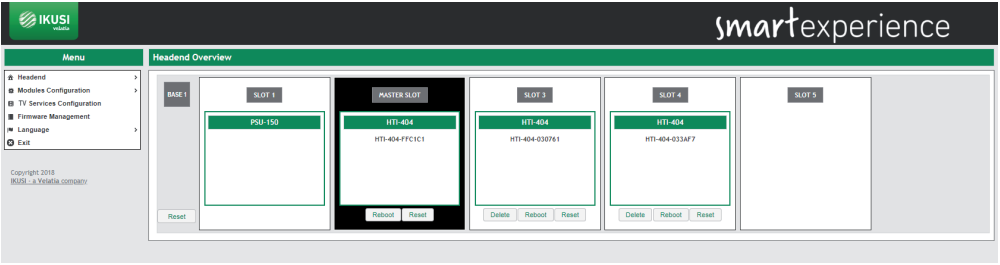 IKUSI
velatia
smartexperience
Menu
Headend
Modules Configuration
TV Services Configuration
Firmware Management
Language
Exit
Copyright 2018
IKUSI - a Velatia company
Headend Overview
BASE 1
Reset
SLOT 1
PSU-150
MASTER SLOT
HTI-404
HTI-404-FFC1C1
Reboot Reset
SLOT 3
HTI-404
HTI-404-030761
Delete Reboot Reset
SLOT 4
HTI-404
HTI-404-033AF7
Delete Reboot Reset
SLOT 5